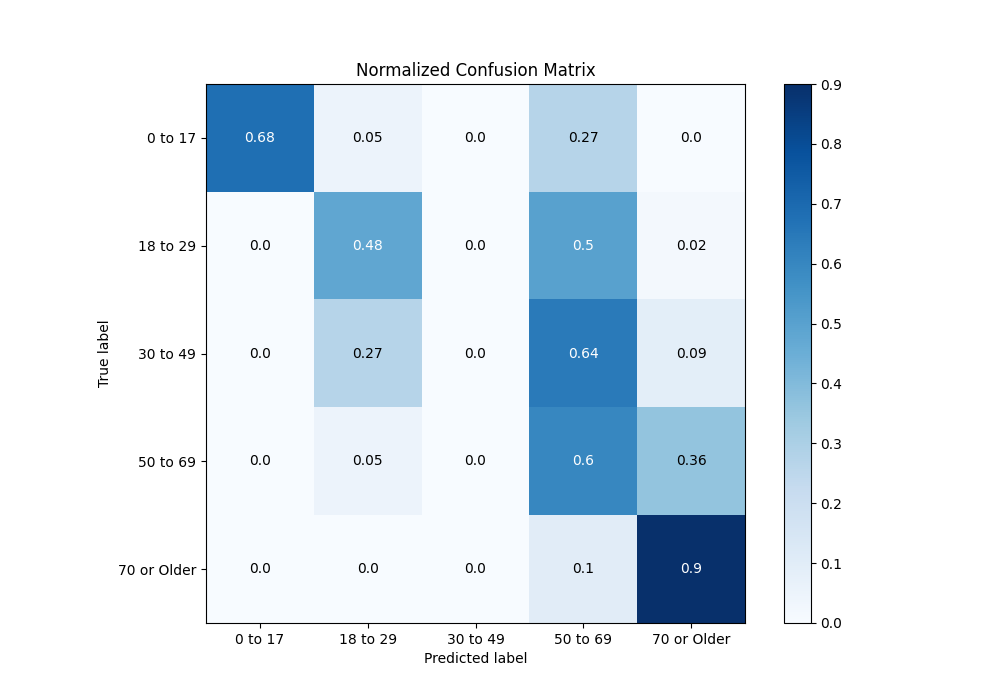 Normalized Confusion Matrix
True label
0 to 17 0.68 0.05 0.0 0.27 0.0
18 to 29 0.0 0.48 0.0 0.5 0.02
30 to 49 0.0 0.27 0.0 0.64 0.09
50 to 69 0.0 0.05 0.0 0.6 0.36
70 or Older 0.0 0.0 0.0 0.1 0.9
0 to 17 18 to 29 30 to 49 50 to 69 70 or Older
Predicted label
0.9
0.8
0.7
0.6
0.5
0.4
0.3
0.2
0.1
0.0